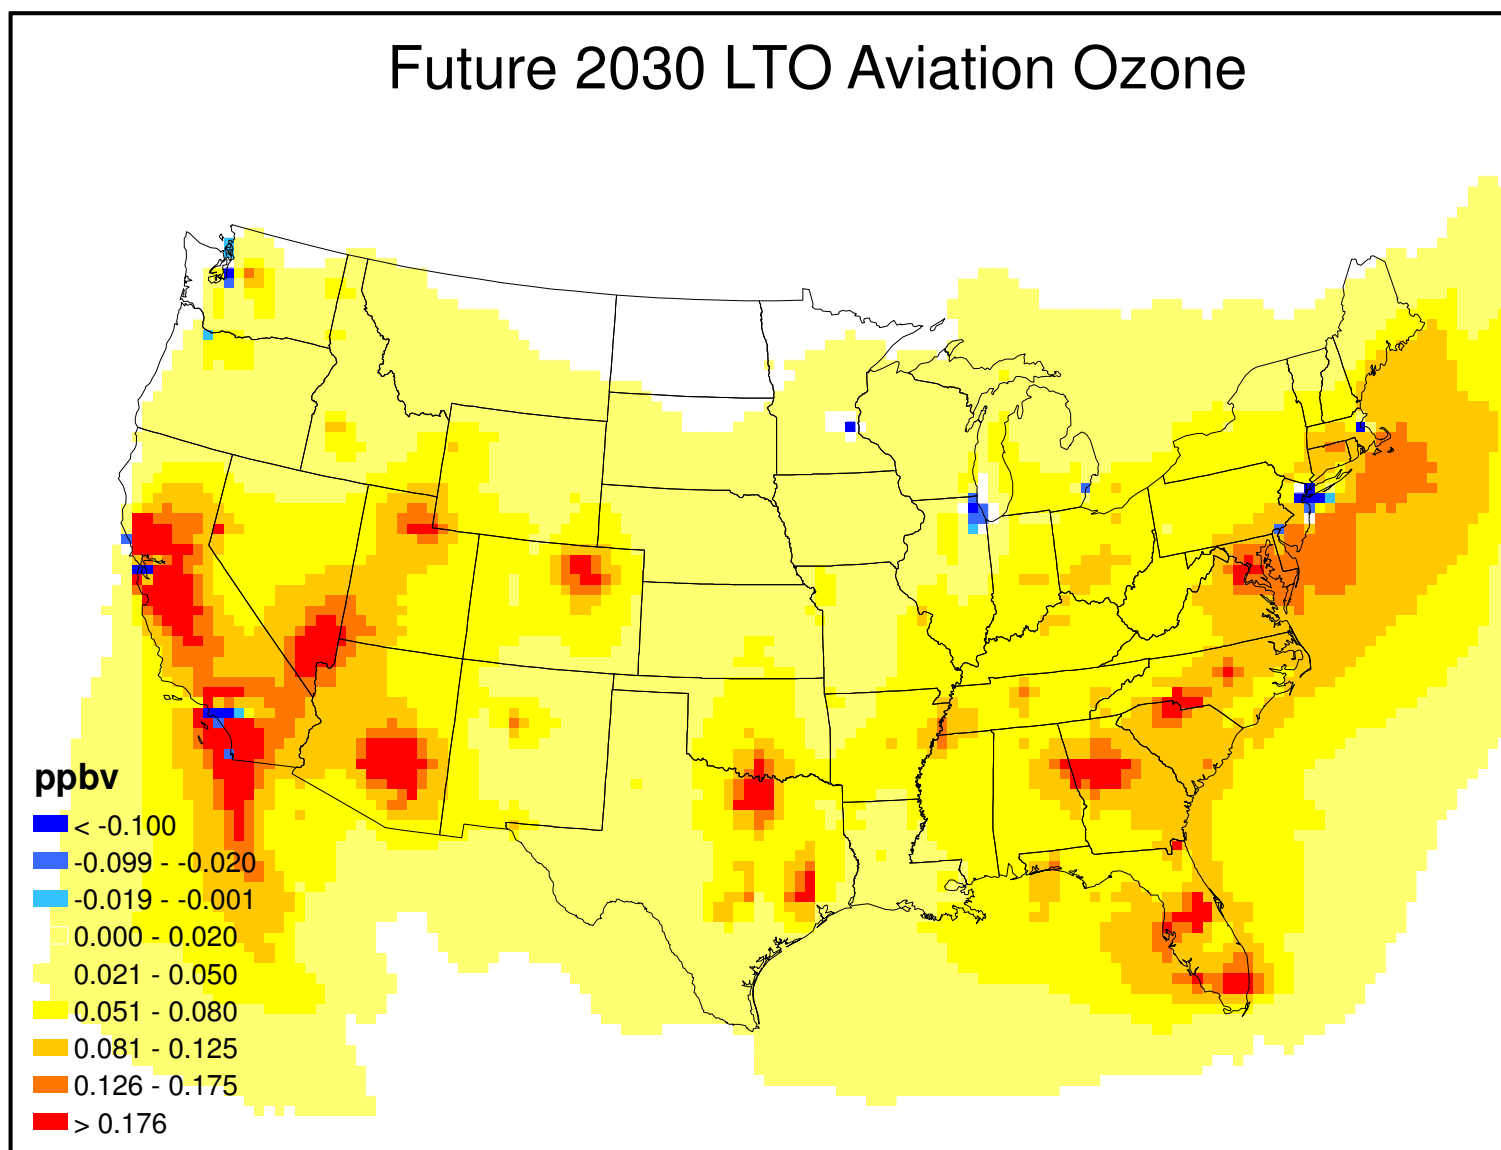 Future 2030 LTO Aviation Ozone
ppbv
< -0.100
-0.099 - -0.020
-0.019 - -0.001
0.000 - 0.020
0.021 - 0.050
0.051 - 0.080
0.081 - 0.125
0.126 - 0.175
> 0.176